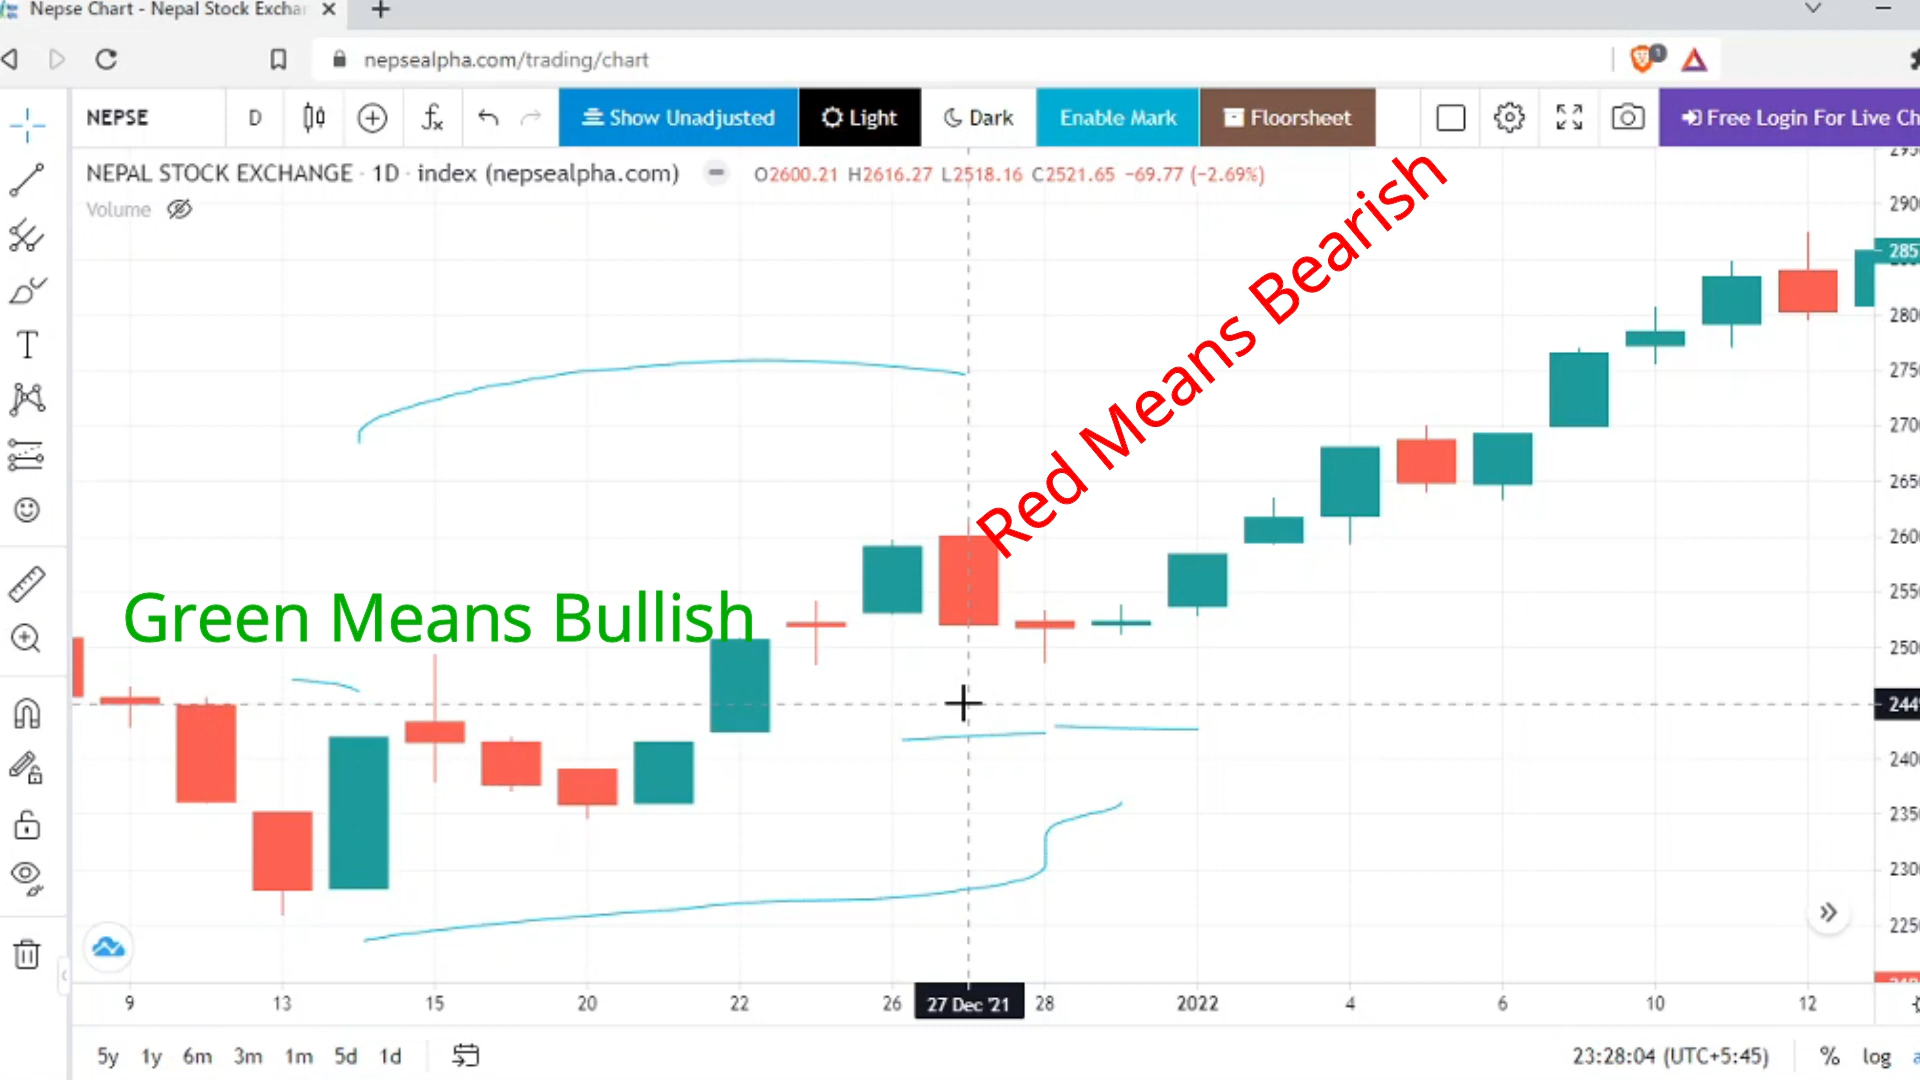 Nepse Chart - Nepal Stock Exchar
nepsealpha.com/trading/chart
NEPSE D Show Unadjusted Light Dark Enable Mark Floorsheet Free Login For Live Ch
NEPAL STOCK EXCHANGE · 1D · index (nepsealpha.com) O2600.21 H2616.27 L2518.16 C2521.65 −69.77 (−2.69%)
Volume
Red Means Bearish
Green Means Bullish
290
285
280
275
270
265
260
255
250
244
240
235
230
225
9 13 15 20 22 26 27 Dec '21 28 2022 4 6 10 12
5y 1y 6m 3m 1m 5d 1d 23:28:04 (UTC+5:45) % log